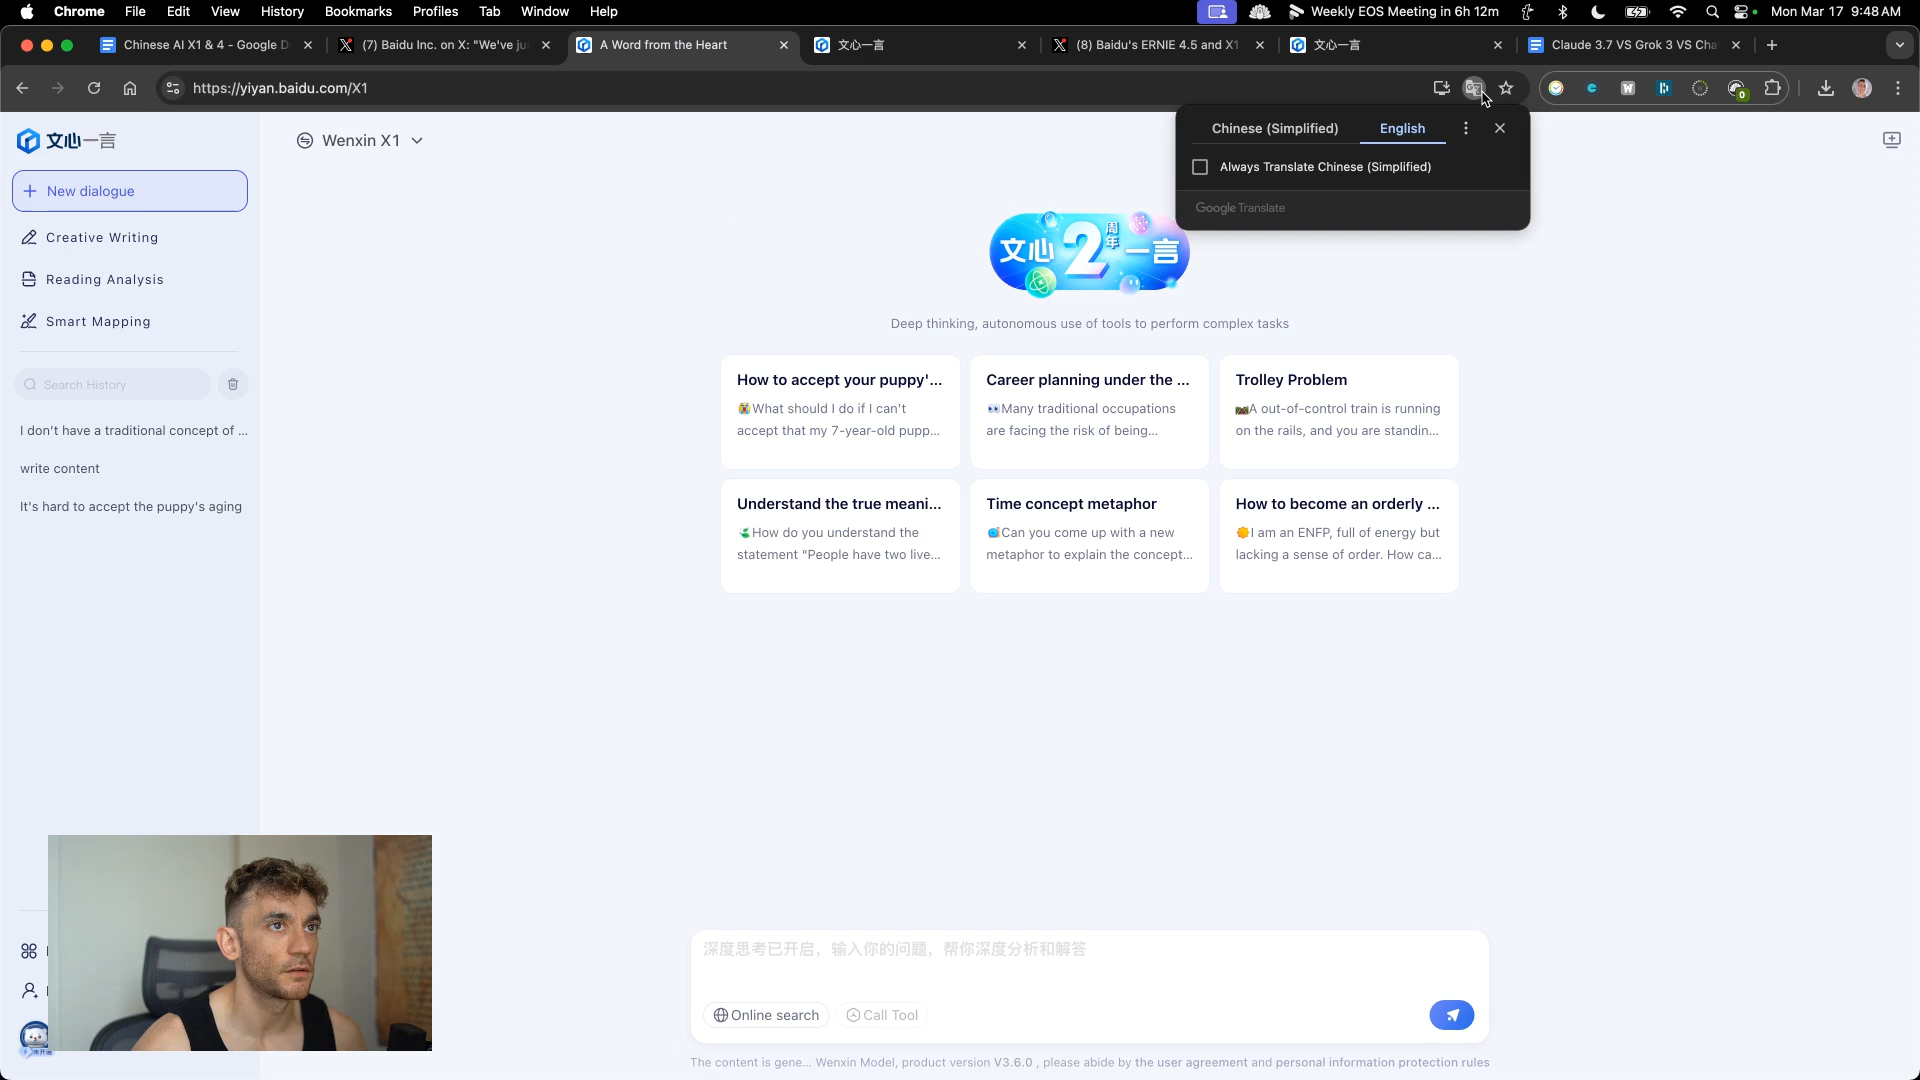 Chrome File Edit View History Bookmarks Profiles Tab Window Help
Weekly EOS Meeting in 6h 12m
Mon Mar 17 9:48 AM
Chinese AI X1 & 4 - Google D
(7) Baidu Inc. on X: "We've ju
A Word from the Heart
文心一言
(8) Baidu's ERNIE 4.5 and X1
文心一言
Claude 3.7 VS Grok 3 VS Cha
https://yiyan.baidu.com/X1
0
Chinese (Simplified) English
Always Translate Chinese (Simplified)
Google Translate
文心一言
Wenxin X1
New dialogue
Creative Writing
Reading Analysis
Smart Mapping
Search History
I don't have a traditional concept of ...
write content
It's hard to accept the puppy's aging
文心2周年一言
Deep thinking, autonomous use of tools to perform complex tasks
How to accept your puppy'...
What should I do if I can't
accept that my 7-year-old pupp...
Career planning under the ...
Many traditional occupations
are facing the risk of being...
Trolley Problem
A out-of-control train is running
on the rails, and you are standin...
Understand the true meani...
How do you understand the
statement "People have two live...
Time concept metaphor
Can you come up with a new
metaphor to explain the concept...
How to become an orderly ...
I am an ENFP, full of energy but
lacking a sense of order. How ca...
深度思考已开启，输入你的问题，帮你深度分析和解答
Online search
Call Tool
The content is gene... Wenxin Model, product version V3.6.0 , please abide by the user agreement and personal information protection rules